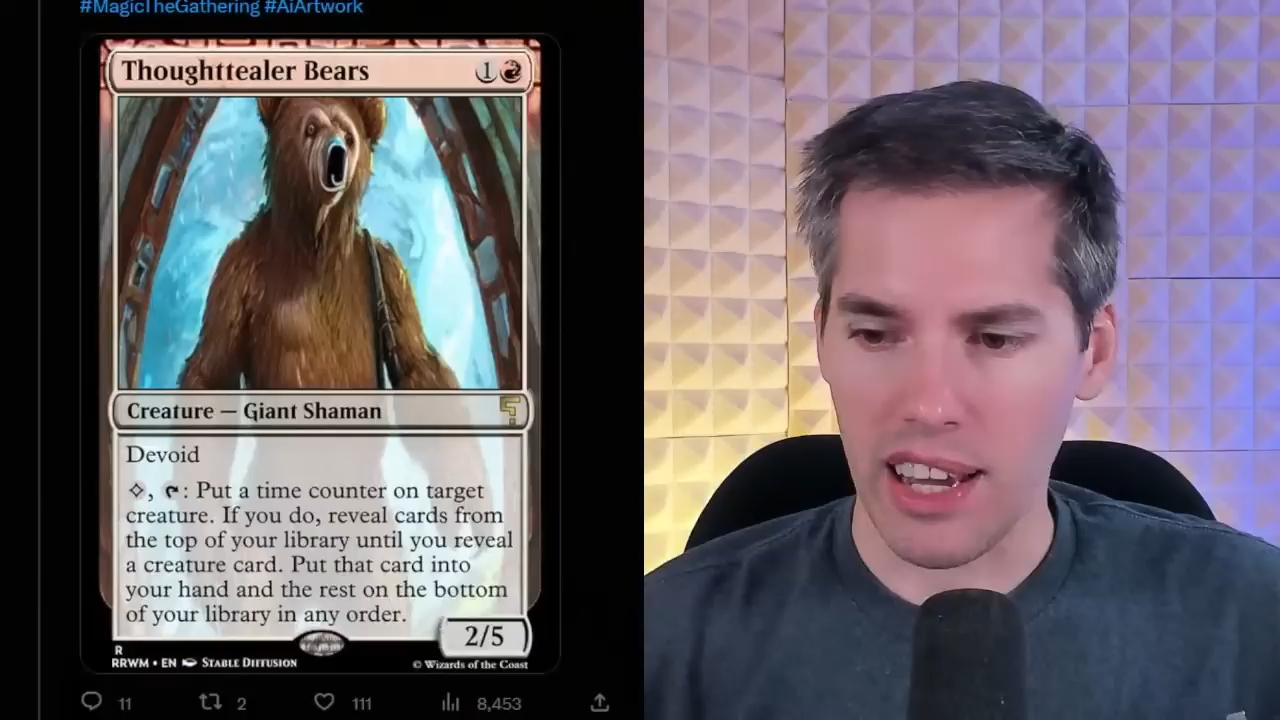 #MagicTheGathering #AiArtwork
Thoughttealer Bears 1
Creature — Giant Shaman
Devoid
: Put a time counter on target
creature. If you do, reveal cards from
the top of your library until you reveal
a creature card. Put that card into
your hand and the rest on the bottom
of your library in any order.
2/5
R
RRWM • EN STABLE DIFFUSION
© Wizards of the Coast
11 2 111 8,453